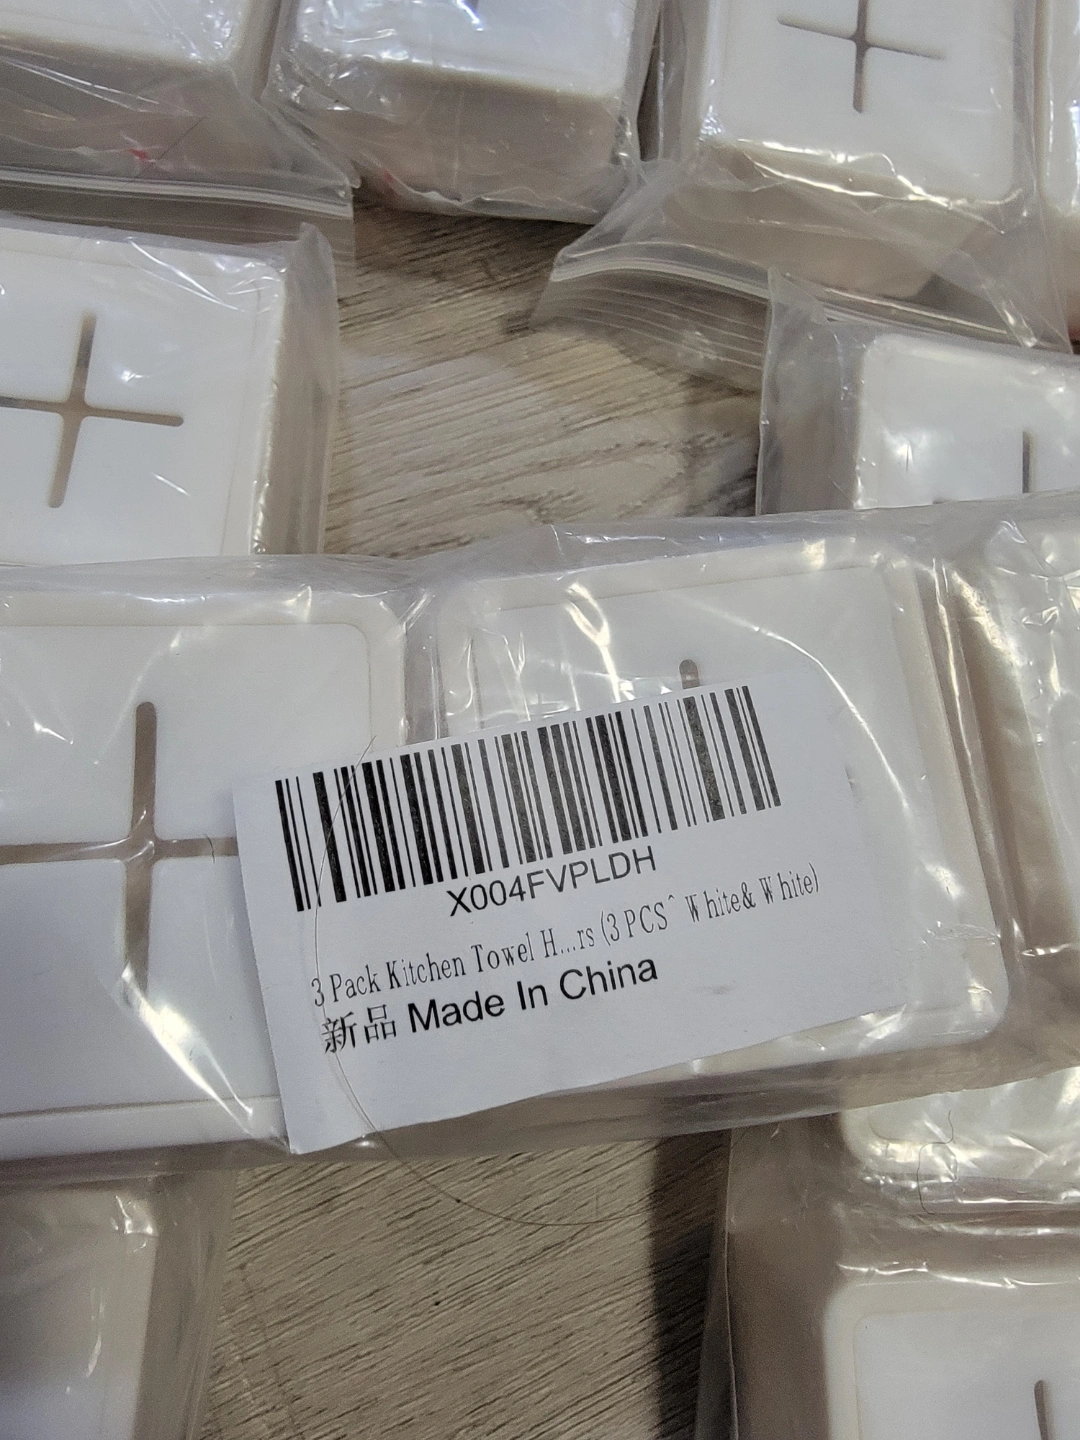 X004FVPLDH
3 Pack Kitchen Towel H...rs (3 PCS^ White& White)
新品 Made In China